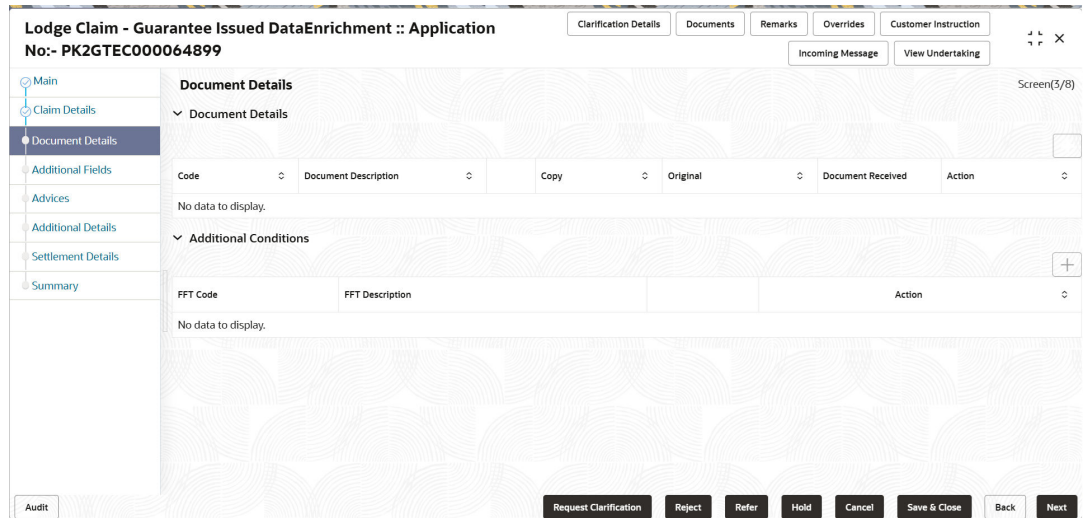 Lodge Claim - Guarantee Issued DataEnrichment :: Application
No:- PK2GTEC000064899
Clarification Details
Documents
Remarks
Overrides
Customer Instruction
Incoming Message
View Undertaking
Main
Claim Details
Document Details
Additional Fields
Advices
Additional Details
Settlement Details
Summary
Document Details
Screen(3/8)
Document Details
Code Document Description Copy Original Document Received Action
No data to display.
Additional Conditions
FFT Code FFT Description Action
No data to display.
Audit
Request Clarification
Reject
Refer
Hold
Cancel
Save & Close
Back
Next